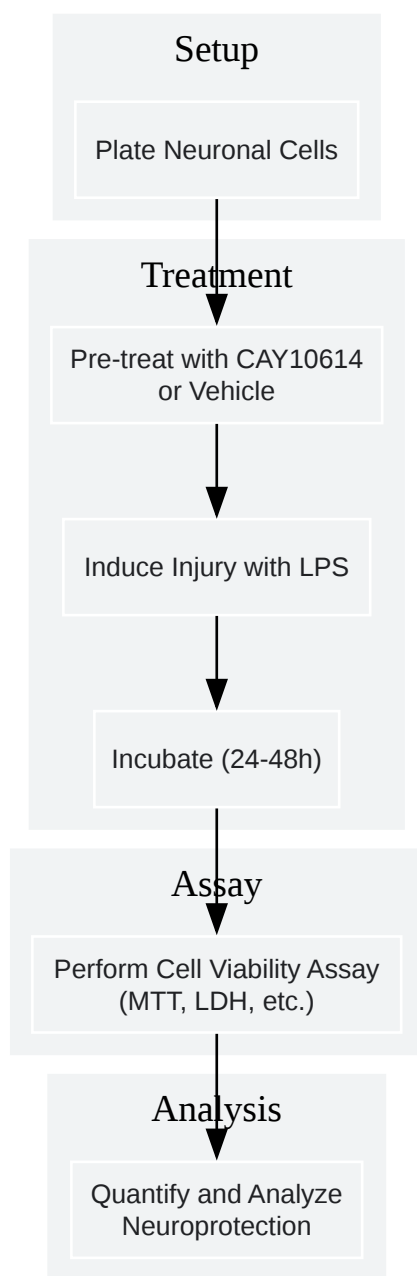 Setup
Plate Neuronal Cells
Treatment
Pre-treat with CAY10614
or Vehicle
Induce Injury with LPS
Incubate (24-48h)
Assay
Perform Cell Viability Assay
(MTT, LDH, etc.)
Analysis
Quantify and Analyze
Neuroprotection